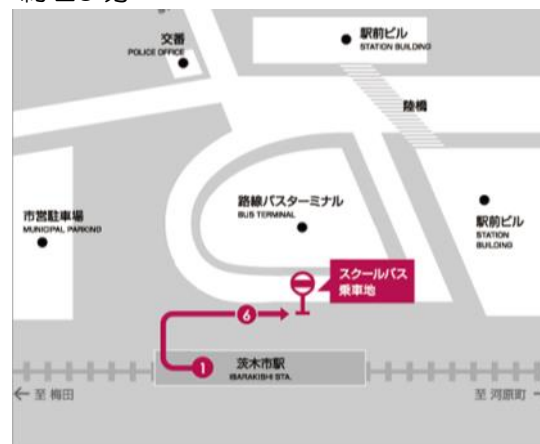 交番
POLICE OFFICE
駅前ビル
STATION BUILDING
陸橋
市営駐車場
MUNICIPAL PARKING
路線バスターミナル
BUS TERMINAL
駅前ビル
STATION
BUILDING
スクールバス
乗車地
6
1
茨木市駅
IBARAKISHI STA.
← 至 梅田
至 河原町